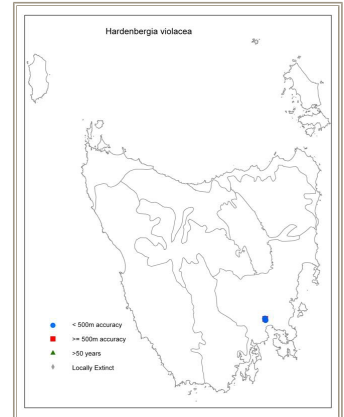 Hardenbergia violacea
< 500m accuracy
>= 500m accuracy
>50 years
Locally Extinct